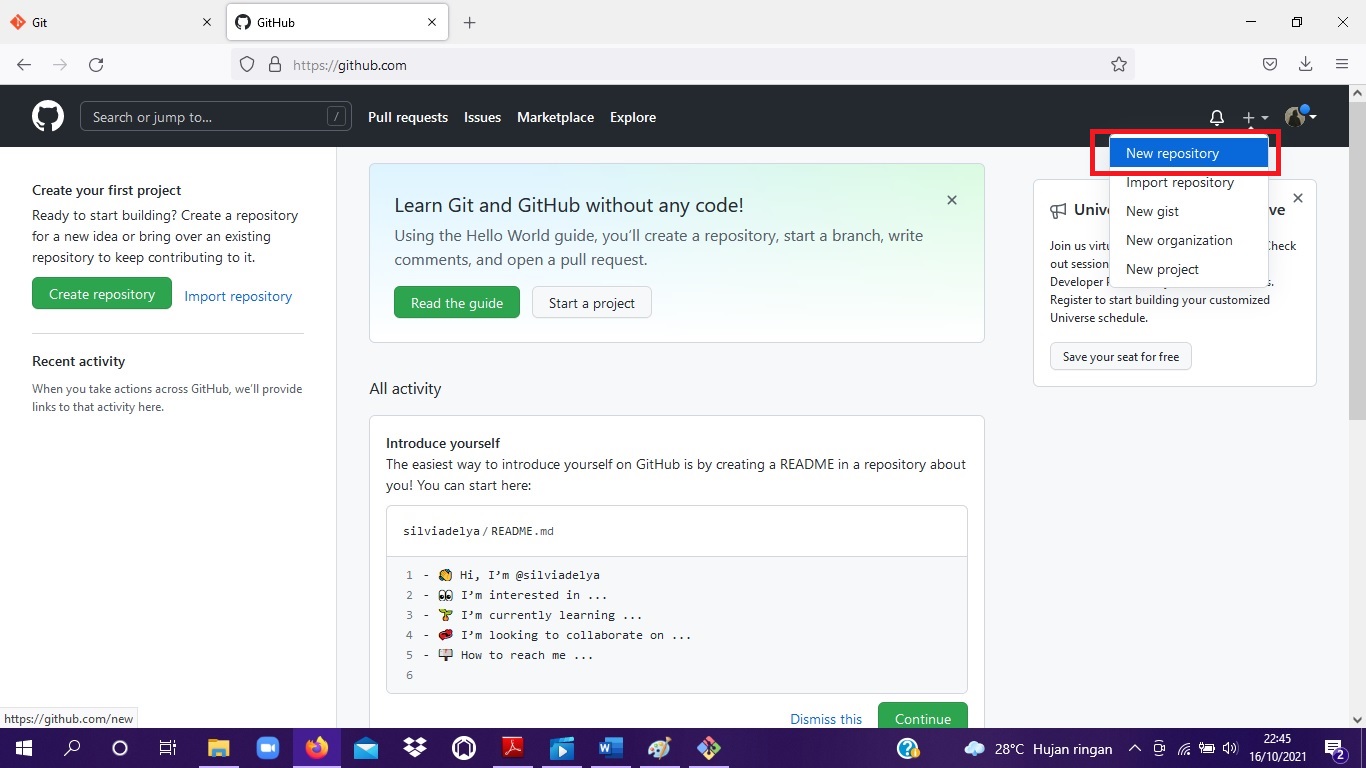 Git
GitHub
https://github.com
Search or jump to...
/
Pull requests
Issues
Marketplace
Explore
New repository
Import repository
New gist
New organization
New project
Create your first project
Ready to start building? Create a repository
for a new idea or bring over an existing
repository to keep contributing to it.
Create repository
Import repository
Recent activity
When you take actions across GitHub, we'll provide
links to that activity here.
Learn Git and GitHub without any code!
Using the Hello World guide, you'll create a repository, start a branch, write
comments, and open a pull request.
Read the guide
Start a project
All activity
Introduce yourself
The easiest way to introduce yourself on GitHub is by creating a README in a repository about
you! You can start here:
silviadelya/README.md
1 - 👋 Hi, I'm @silviadelya
2 - 👀 I'm interested in ...
3 - 🌱 I'm currently learning ...
4 - 💞️ I'm looking to collaborate on ...
5 - 📫 How to reach me ...
6
Dismiss this
Continue
Join us virtu
Check
out session
Developer
s.
Register to start building your customized
Universe schedule.
Save your seat for free
https://github.com/new
28°C Hujan ringan
22:45
16/10/2021
2